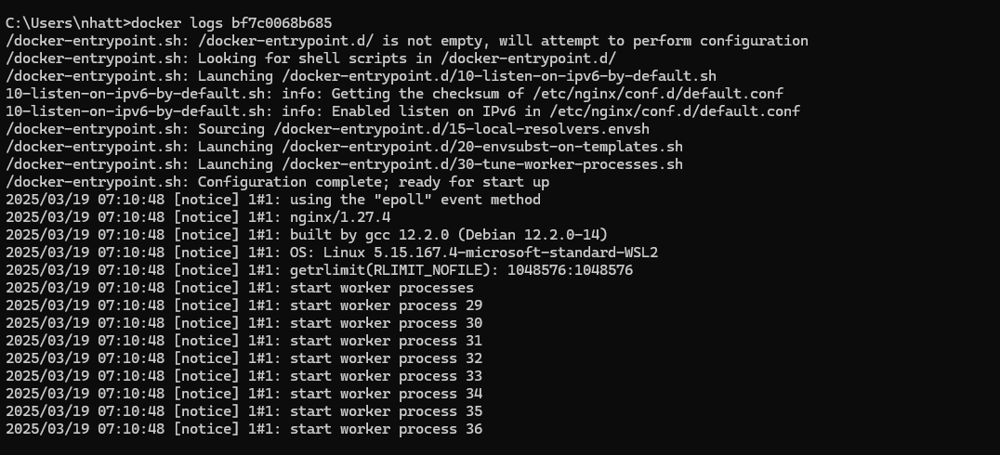 C:\Users\nhatt>docker logs bf7c0068b685
/docker-entrypoint.sh: /docker-entrypoint.d/ is not empty, will attempt to perform configuration
/docker-entrypoint.sh: Looking for shell scripts in /docker-entrypoint.d/
/docker-entrypoint.sh: Launching /docker-entrypoint.d/10-listen-on-ipv6-by-default.sh
10-listen-on-ipv6-by-default.sh: info: Getting the checksum of /etc/nginx/conf.d/default.conf
10-listen-on-ipv6-by-default.sh: info: Enabled listen on IPv6 in /etc/nginx/conf.d/default.conf
/docker-entrypoint.sh: Sourcing /docker-entrypoint.d/15-local-resolvers.envsh
/docker-entrypoint.sh: Launching /docker-entrypoint.d/20-envsubst-on-templates.sh
/docker-entrypoint.sh: Launching /docker-entrypoint.d/30-tune-worker-processes.sh
/docker-entrypoint.sh: Configuration complete; ready for start up
2025/03/19 07:10:48 [notice] 1#1: using the "epoll" event method
2025/03/19 07:10:48 [notice] 1#1: nginx/1.27.4
2025/03/19 07:10:48 [notice] 1#1: built by gcc 12.2.0 (Debian 12.2.0-14)
2025/03/19 07:10:48 [notice] 1#1: OS: Linux 5.15.167.4-microsoft-standard-WSL2
2025/03/19 07:10:48 [notice] 1#1: getrlimit(RLIMIT_NOFILE): 1048576:1048576
2025/03/19 07:10:48 [notice] 1#1: start worker processes
2025/03/19 07:10:48 [notice] 1#1: start worker process 29
2025/03/19 07:10:48 [notice] 1#1: start worker process 30
2025/03/19 07:10:48 [notice] 1#1: start worker process 31
2025/03/19 07:10:48 [notice] 1#1: start worker process 32
2025/03/19 07:10:48 [notice] 1#1: start worker process 33
2025/03/19 07:10:48 [notice] 1#1: start worker process 34
2025/03/19 07:10:48 [notice] 1#1: start worker process 35
2025/03/19 07:10:48 [notice] 1#1: start worker process 36